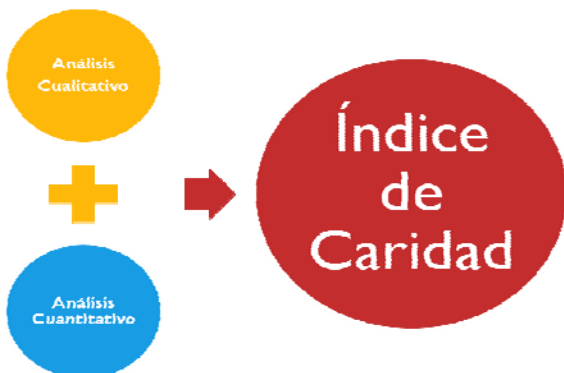 Análisis
Cualitativo
Análisis
Cuantitativo
Índice
de
Caridad